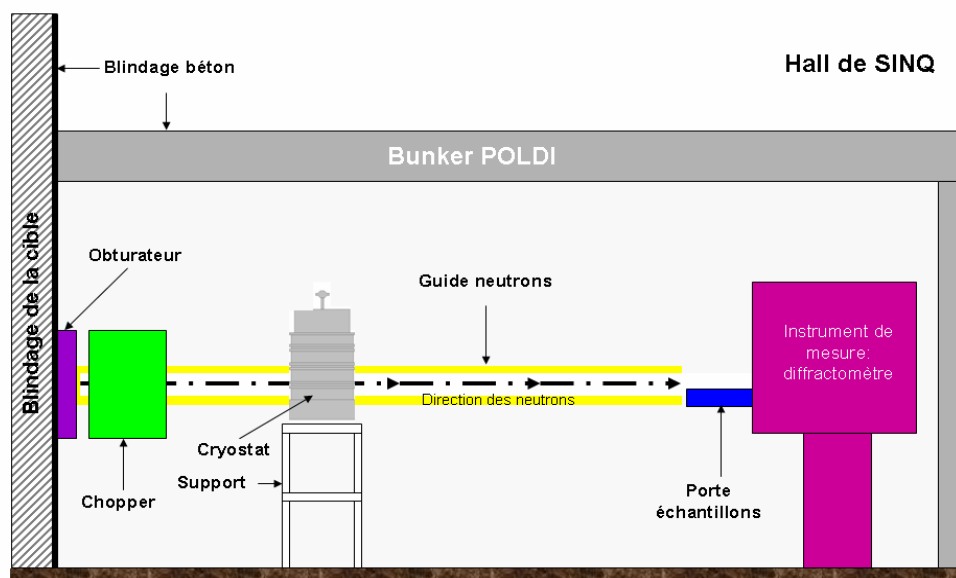 Blindage béton
Hall de SINQ
Bunker POLDI
Blindage de la cible
Obturateur
Guide neutrons
Instrument de
mesure:
diffractomètre
Direction des neutrons
Cryostat
Support
Chopper
Porte
échantillons